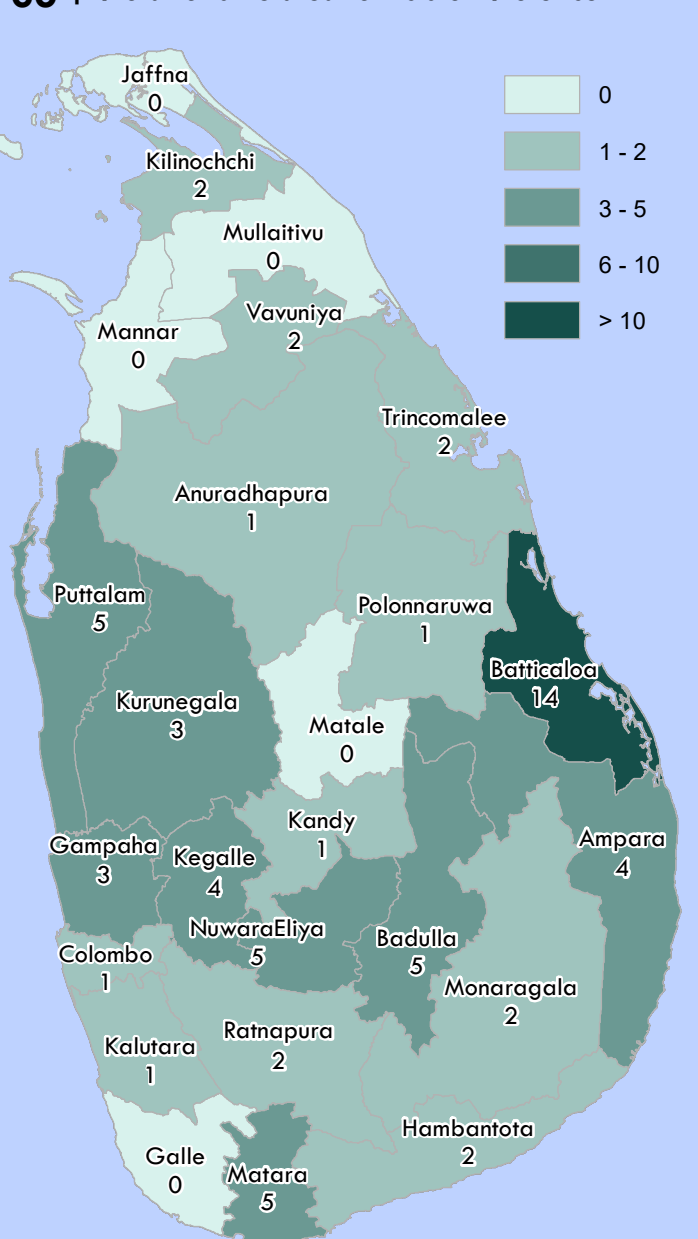 Jaffna
0
0
1 - 2
3 - 5
6 - 10
> 10
Kilinochchi
2
Mullaitivu
0
Vavuniya
2
Mannar
0
Trincomalee
2
Anuradhapura
1
Puttalam
5
Polonnaruwa
1
Batticaloa
14
Kurunegala
3
Matale
0
Kandy
1
Ampara
4
Gampaha
3
Kegalle
4
NuwaraEliya
5
Badulla
5
Colombo
1
Monaragala
2
Ratnapura
2
Kalutara
1
Hambantota
2
Galle
0
Matara
5